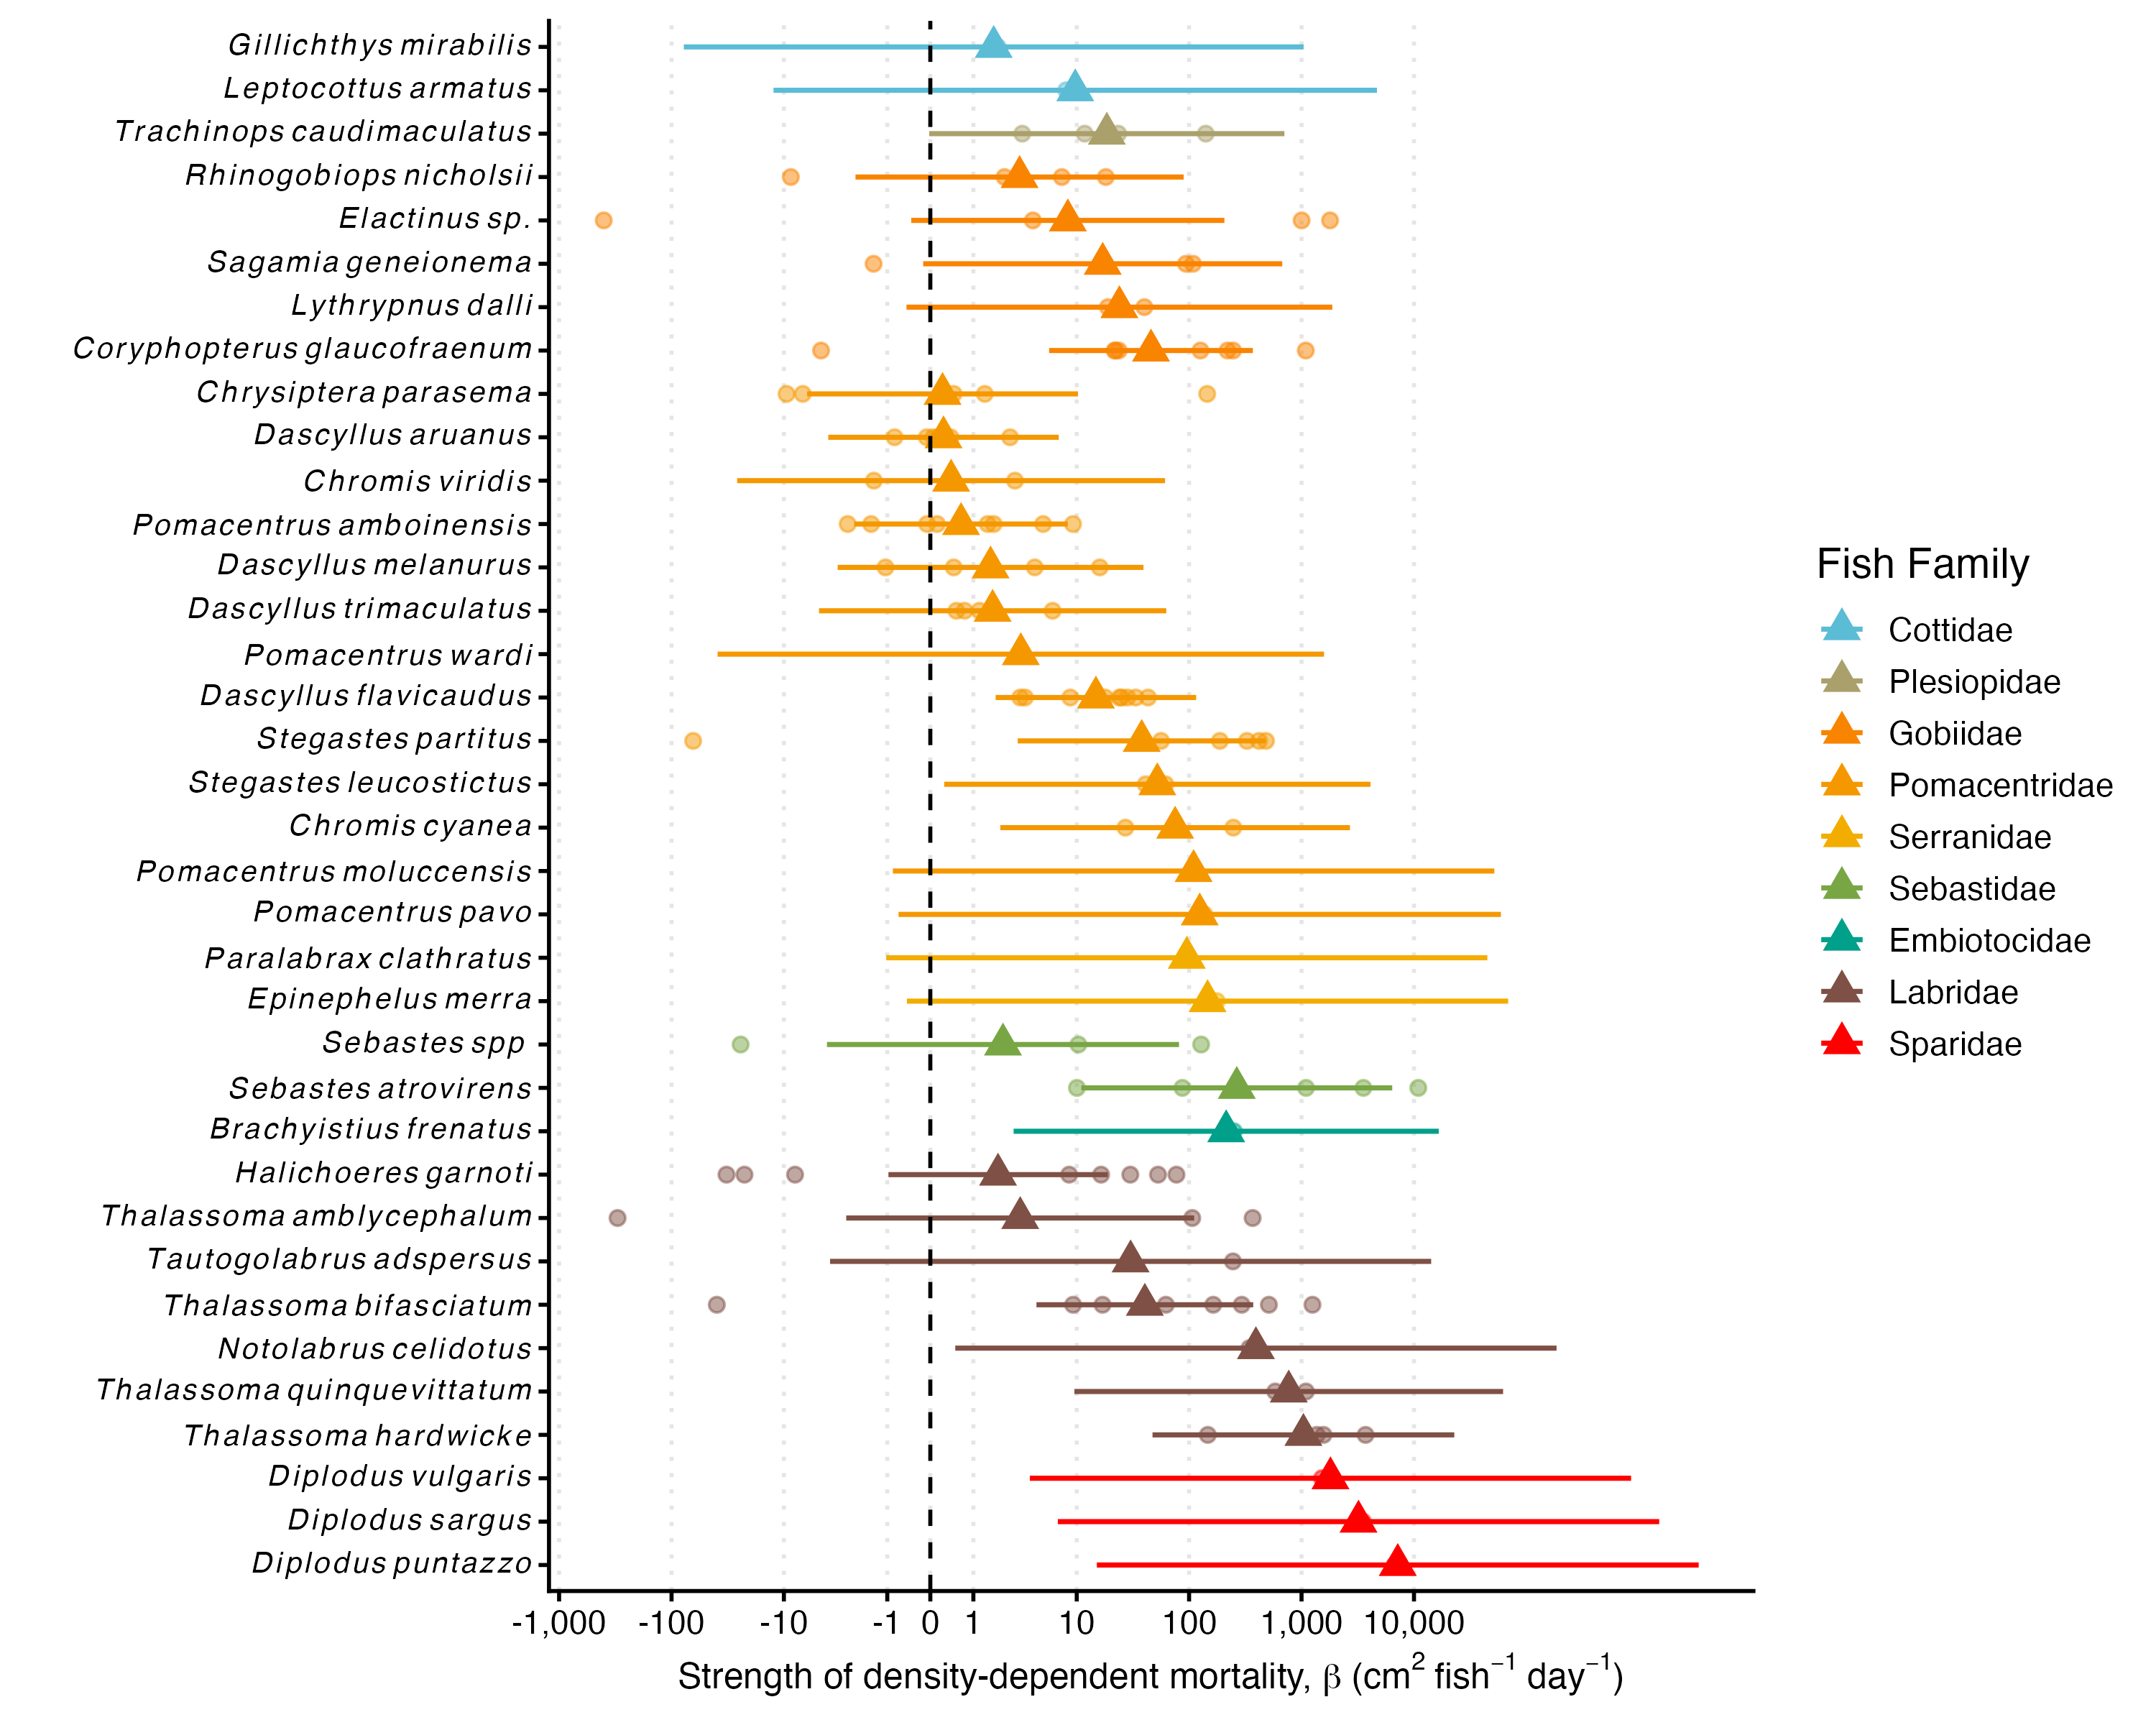 Gillichthys mirabilis
Leptocottus armatus
Trachinops caudimaculatus
Rhinogobiops nicholsii
Elactinus sp.
Sagamia geneionema
Lythrypnus dalli
Coryphopterus glaucofraenum
Chrysiptera parasema
Dascyllus aruanus
Chromis viridis
Pomacentrus amboinensis
Dascyllus melanurus
Dascyllus trimaculatus
Pomacentrus wardi
Dascyllus flavicaudus
Stegastes partitus
Stegastes leucostictus
Chromis cyanea
Pomacentrus moluccensis
Pomacentrus pavo
Paralabrax clathratus
Epinephelus merra
Sebastes spp
Sebastes atrovirens
Brachyistius frenatus
Halichoeres garnoti
Thalassoma amblycephalum
Tautogolabrus adspersus
Thalassoma bifasciatum
Notolabrus celidotus
Thalassoma quinquevittatum
Thalassoma hardwicke
Diplodus vulgaris
Diplodus sargus
Diplodus puntazzo
-1,000 -100 -10 -1 0 1 10 100 1,000 10,000
Strength of density-dependent mortality, β (cm² fish⁻¹ day⁻¹)
Fish Family
Cottidae
Plesiopidae
Gobiidae
Pomacentridae
Serranidae
Sebastidae
Embiotocidae
Labridae
Sparidae